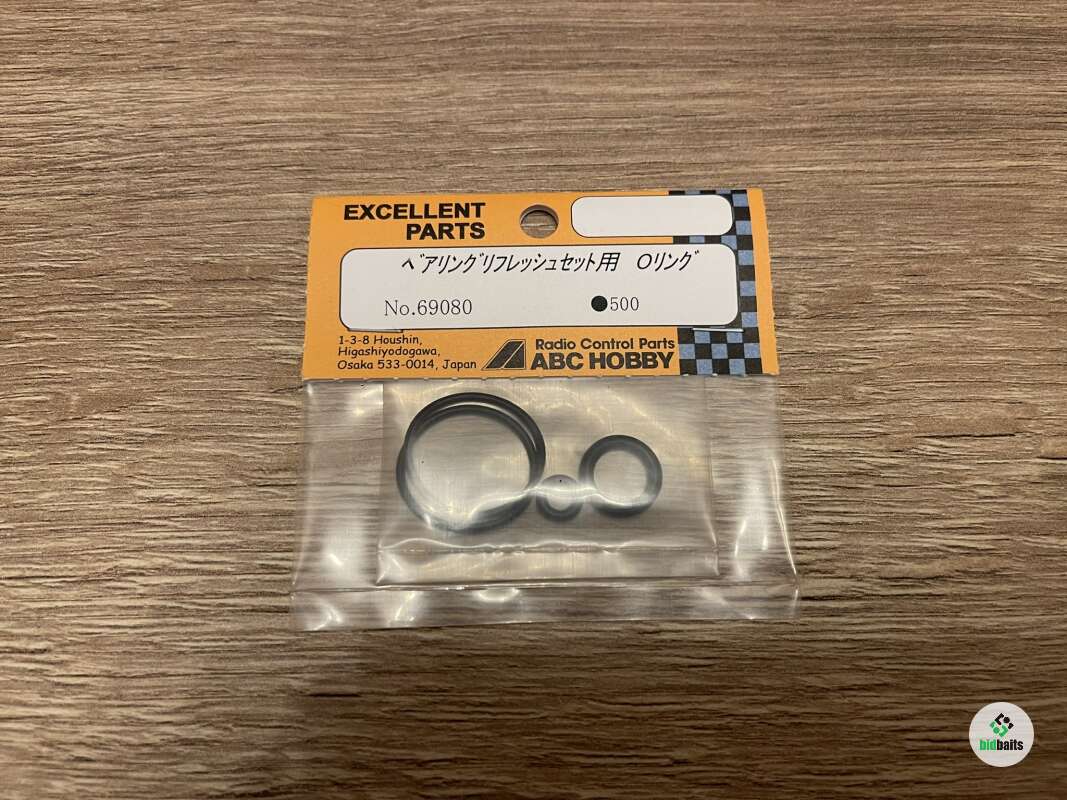 EXCELLENT
PARTS
ﾍﾞｱﾘﾝｸﾞﾘﾌﾚｯｼｭｾｯﾄ用 Oﾘﾝｸﾞ
No.69080 ●500
1-3-8 Houshin,
Higashiyodogawa,
Osaka 533-0014, Japan
Radio Control Parts
ABC HOBBY
bidbaits